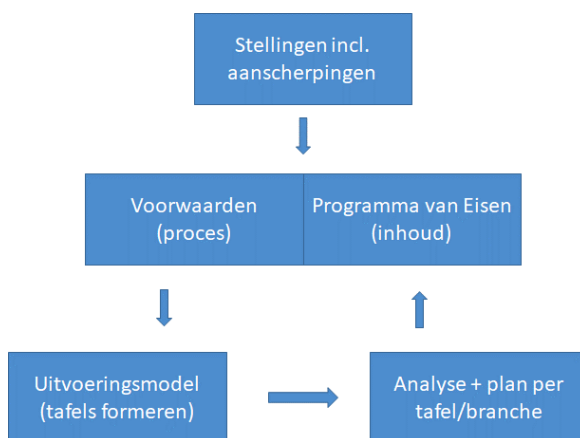 Stellingen incl.
aanscherpingen
Voorwaarden
(proces)
Programma van Eisen
(inhoud)
Uitvoeringsmodel
(tafels formeren)
Analyse + plan per
tafel/branche